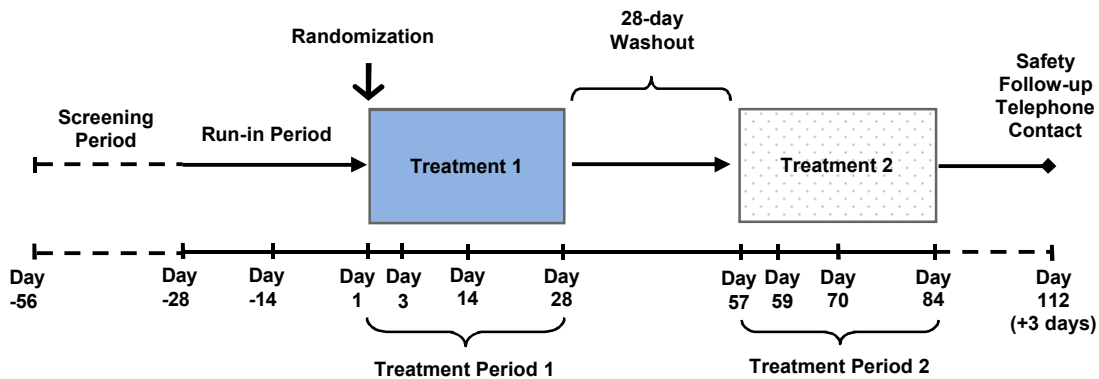 28-day
Washout
Randomization
Safety
Follow-up
Telephone
Contact
Screening
Period
Run-in Period
Treatment 1
Treatment 2
Day
-56
Day
-28
Day
-14
Day
1
Day
3
Day
14
Day
28
Day
57
Day
59
Day
70
Day
84
Day
112
(+3 days)
Treatment Period 1
Treatment Period 2